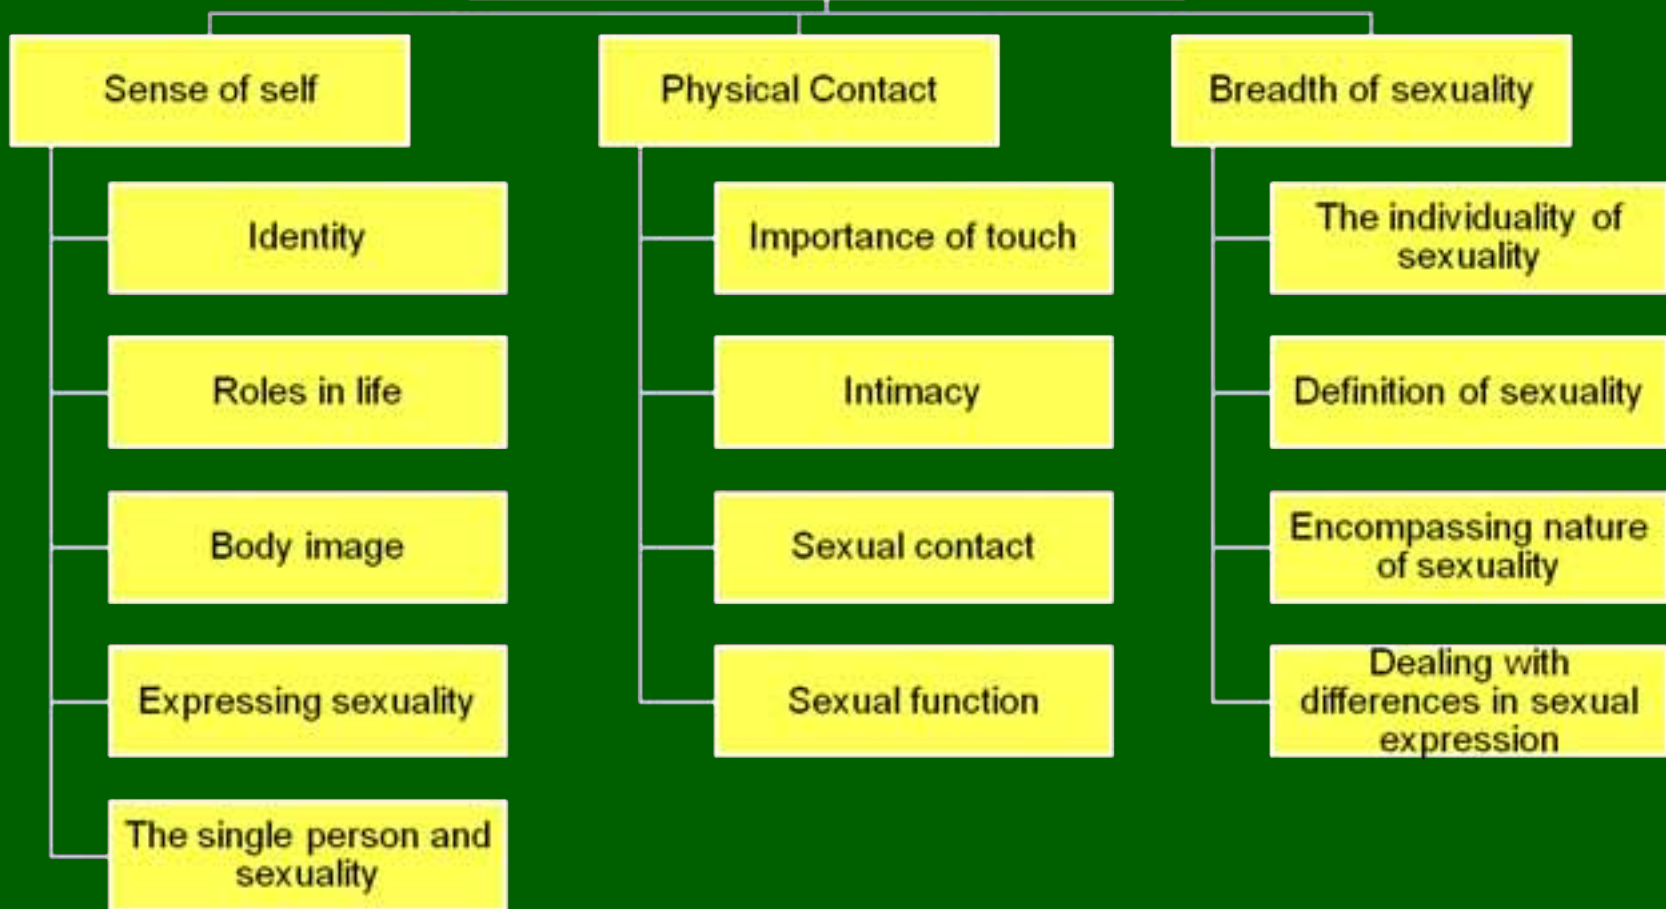 Sense of self
Identity
Roles in life
Body image
Expressing sexuality
The single person and
sexuality
Physical Contact
Importance of touch
Intimacy
Sexual contact
Sexual function
Breadth of sexuality
The individuality of
sexuality
Definition of sexuality
Encompassing nature
of sexuality
Dealing with
differences in sexual
expression